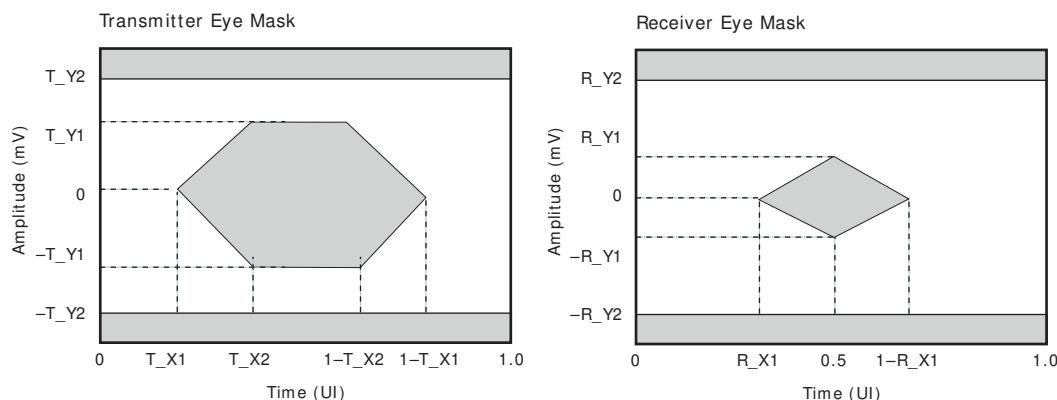 Transmitter Eye Mask
T_Y2
T_Y1
0
–T_Y1
–T_Y2
Amplitude (mV)
0
T_X1
T_X2
1–T_X2
1–T_X1
1.0
Time (UI)
Receiver Eye Mask
R_Y2
R_Y1
0
–R_Y1
–R_Y2
Amplitude (mV)
0
R_X1
0.5
1–R_X1
1.0
Time (UI)